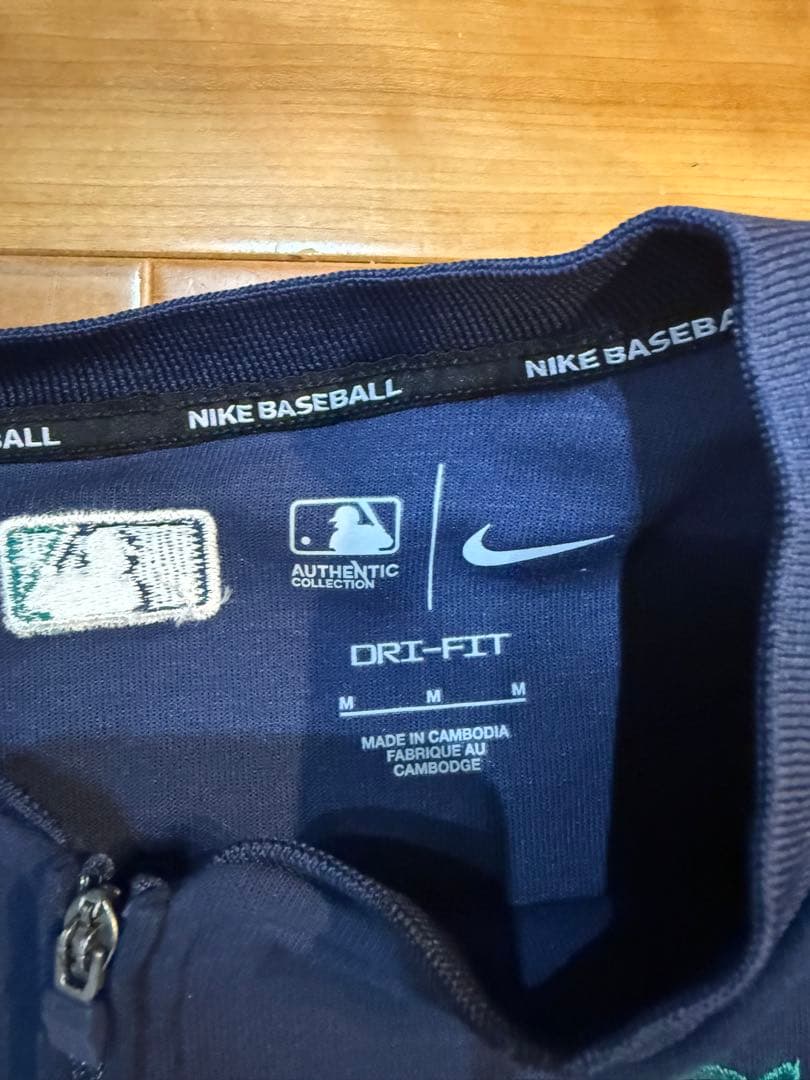 NIKE BASEBA
NIKE BASEBALL
BALL
AUTHENTIC
COLLECTION
DRI-FIT
M M M
MADE IN CAMBODIA
FABRIQUE AU
CAMBODGE